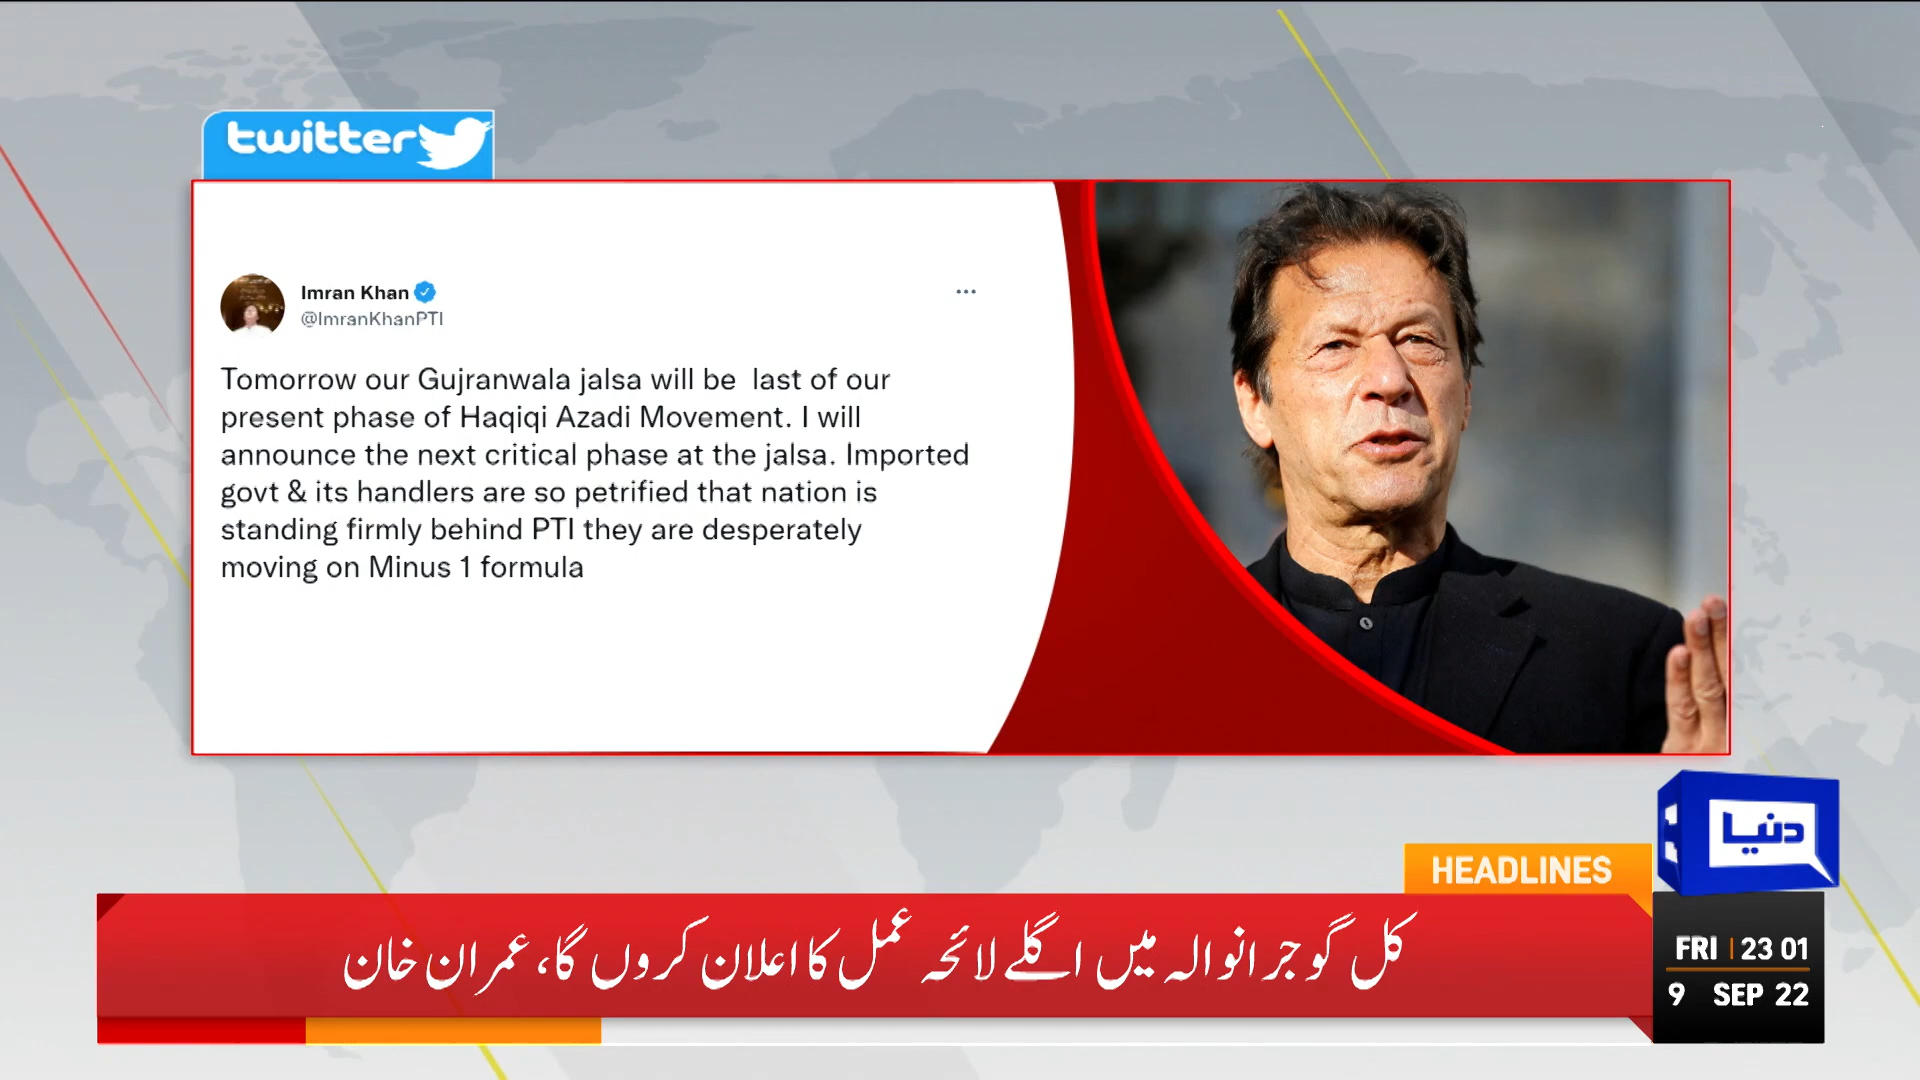 twitter
Imran Khan
@ImranKhanPTI
Tomorrow our Gujranwala jalsa will be last of our
present phase of Haqiqi Azadi Movement. I will
announce the next critical phase at the jalsa. Imported
govt & its handlers are so petrified that nation is
standing firmly behind PTI they are desperately
moving on Minus 1 formula
دنیا
HEADLINES
کل گوجرانوالہ میں اگلے لائحہ عمل کا اعلان کروں گا، عمران خان
FRI | 23 01
9 SEP 22